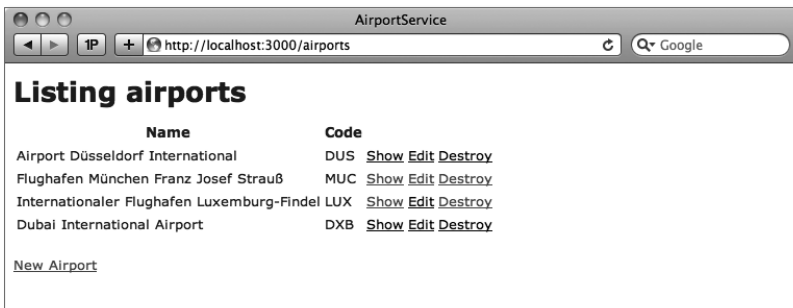 AirportService
1P + http://localhost:3000/airports Google
Listing airports
Name Code
Airport Düsseldorf International DUS Show Edit Destroy
Flughafen München Franz Josef Strauß MUC Show Edit Destroy
Internationaler Flughafen Luxemburg-Findel LUX Show Edit Destroy
Dubai International Airport DXB Show Edit Destroy
New Airport